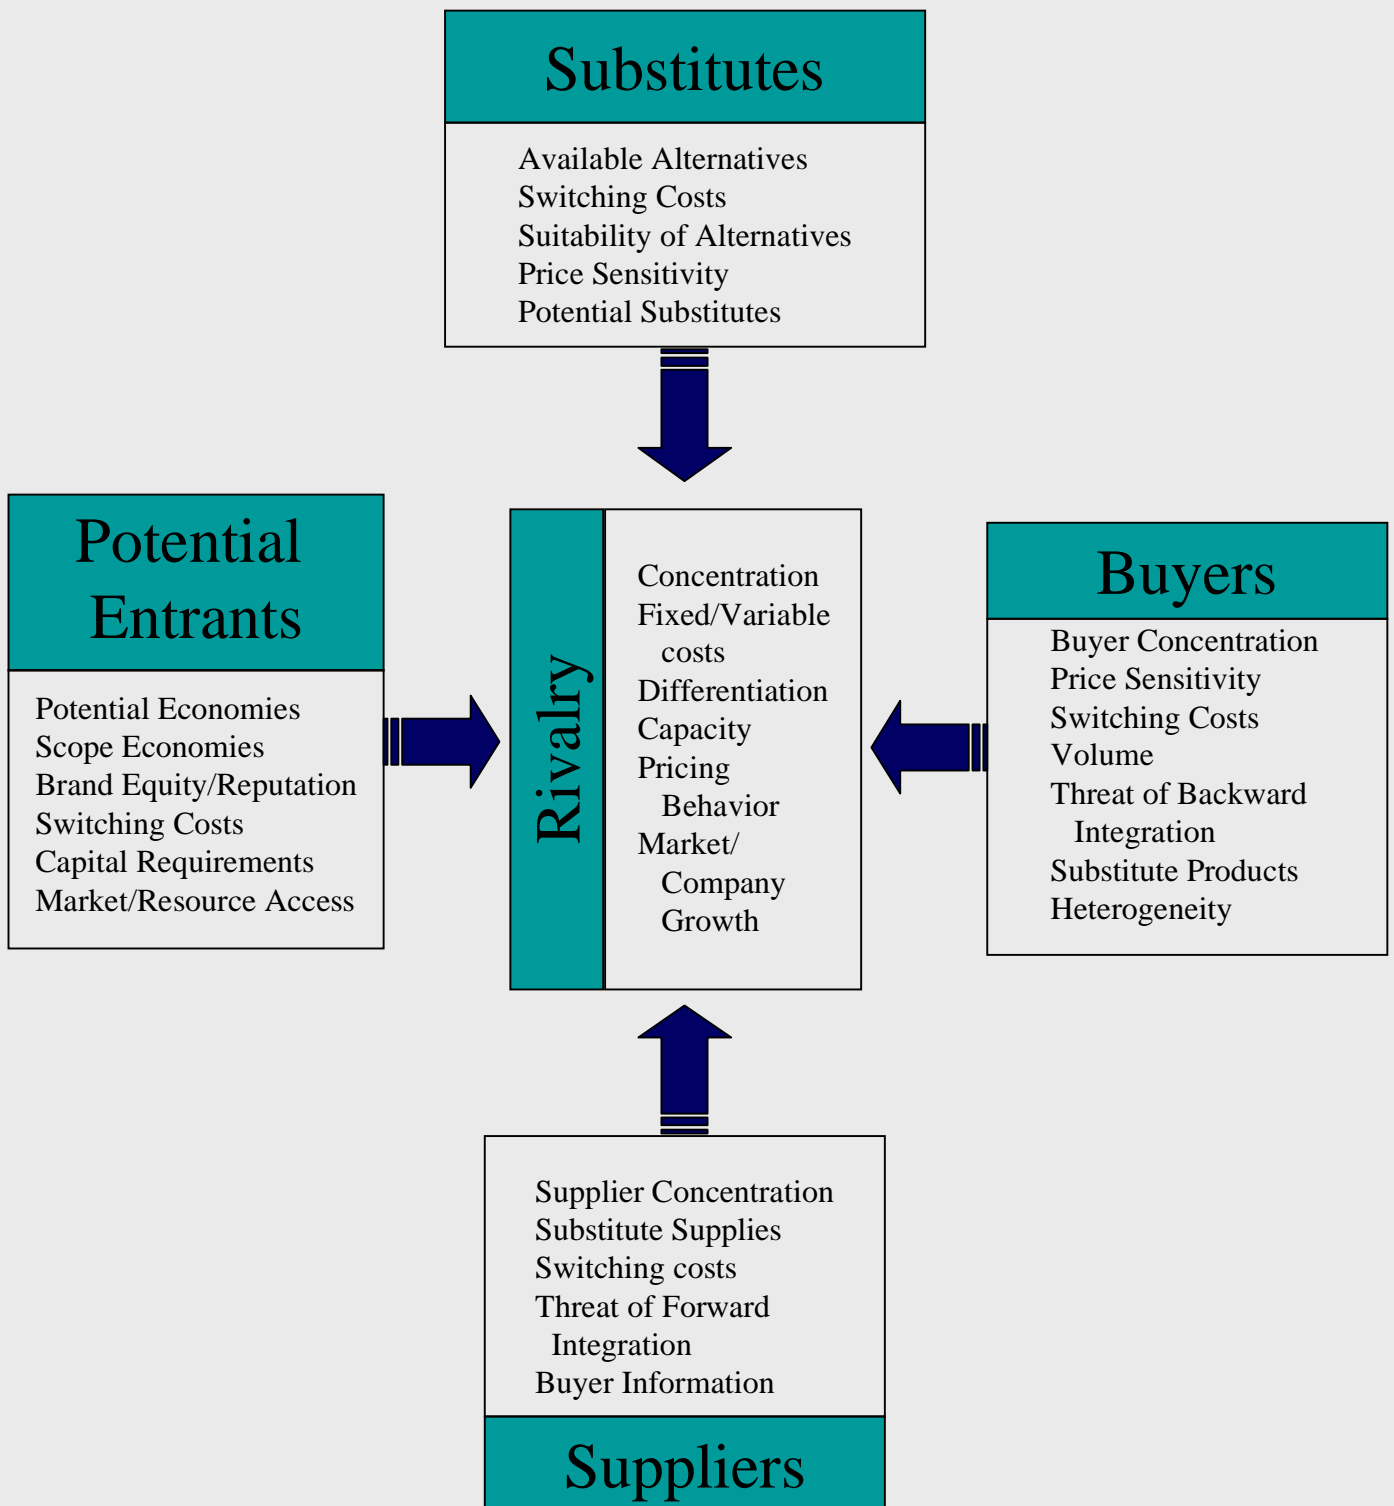 Substitutes
Available Alternatives
Switching Costs
Suitability of Alternatives
Price Sensitivity
Potential Substitutes
Potential
Entrants
Potential Economies
Scope Economies
Brand Equity/Reputation
Switching Costs
Capital Requirements
Market/Resource Access
Rivalry
Concentration
Fixed/Variable
costs
Differentiation
Capacity
Pricing
Behavior
Market/
Company
Growth
Buyers
Buyer Concentration
Price Sensitivity
Switching Costs
Volume
Threat of Backward
Integration
Substitute Products
Heterogeneity
Supplier Concentration
Substitute Supplies
Switching costs
Threat of Forward
Integration
Buyer Information
Suppliers